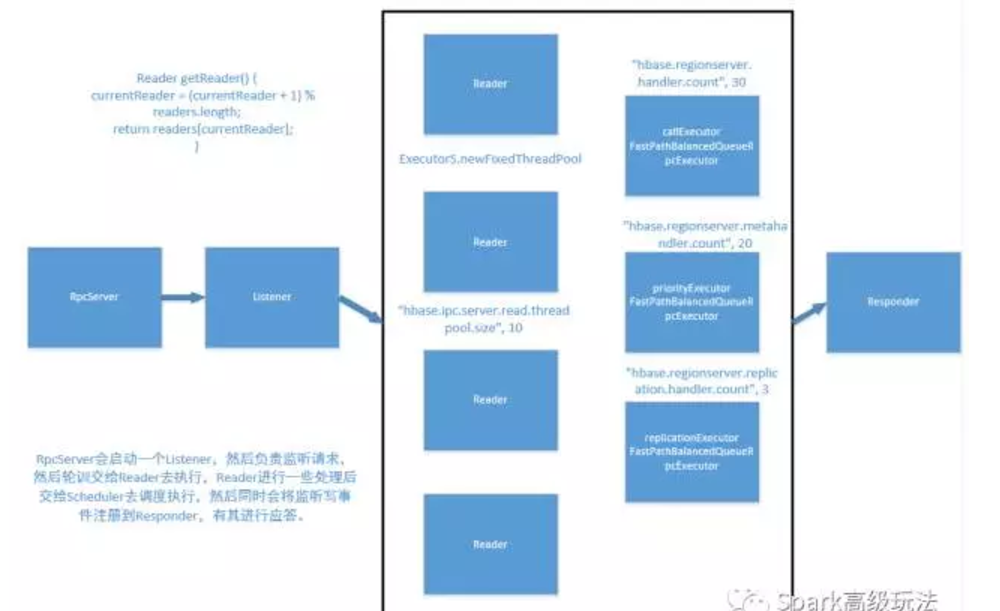 Reader getReader() {
currentReader = (currentReader + 1) %
readers.length;
return readers[currentReader];
}
RpcServer
Listener
RpcServer会启动一个Listener，然后负责监听请求，
然后轮训交给Reader去执行，Reader进行一些处理后
交给Scheduler去调度执行，然后同时会将监听写事
件注册到Responder，有其进行应答。
Reader
ExecutorS.newFixedThreadPool
Reader
"hbase.ipc.server.read.thread
pool.size", 10
Reader
Reader
"hbase.regionserver.
handler.count", 30
callExecutor
FastPathBalancedQueueR
pcExecutor
"hbase.regionserver.metaha
ndler.count", 20
priorityExecutor
FastPathBalancedQueueR
pcExecutor
"hbase.regionserver.replic
ation.handler.count", 3
replicationExecutor
FastPathBalancedQueueR
pcExecutor
Responder
Spark高级玩法